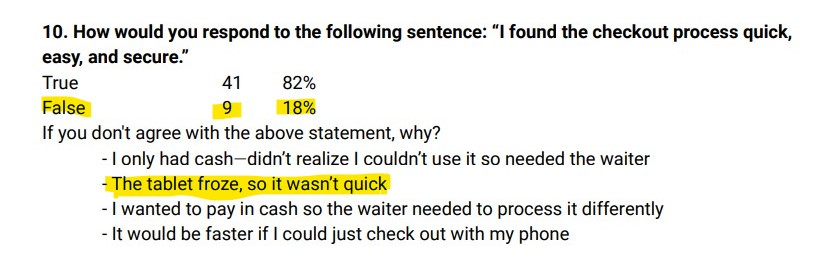 10. How would you respond to the following sentence: “I found the checkout process quick,
easy, and secure.”
True 41 82%
False 9 18%
If you don't agree with the above statement, why?
- I only had cash—didn’t realize I couldn’t use it so needed the waiter
- The tablet froze, so it wasn’t quick
- I wanted to pay in cash so the waiter needed to process it differently
- It would be faster if I could just check out with my phone